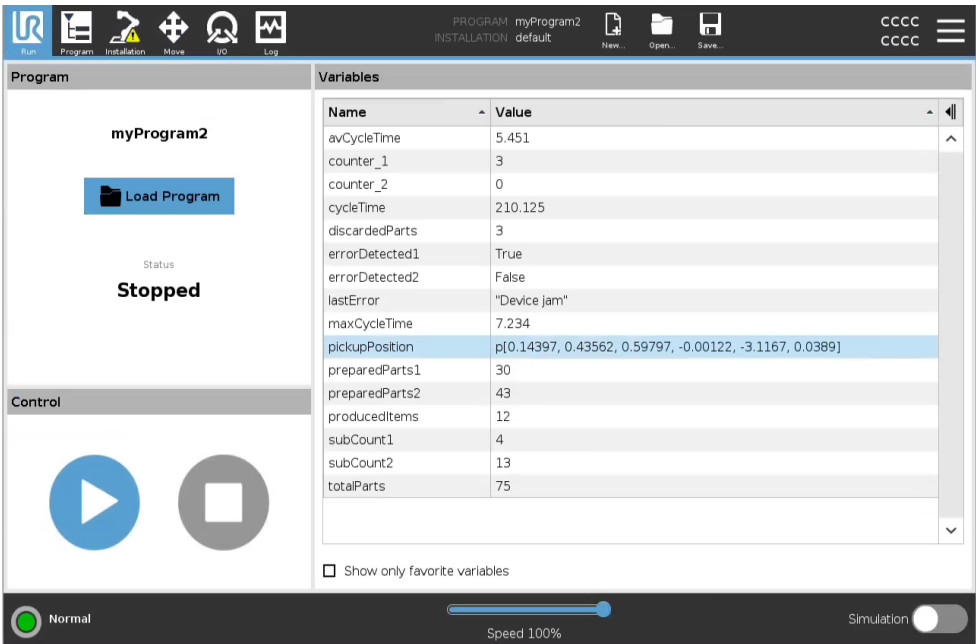 UR
PROGRAM myProgram2
INSTALLATION default
CCCC
CCCC
Run Program Installation Move I/O Log New... Open... Save...
Program
myProgram2
Load Program
Status
Stopped
Control
Variables
Name Value
avCycleTime 5.451
counter_1 3
counter_2 0
cycleTime 210.125
discardedParts 3
errorDetected1 True
errorDetected2 False
lastError "Device jam"
maxCycleTime 7.234
pickupPosition p[0.14397, 0.43562, 0.59797, -0.00122, -3.1167, 0.0389]
preparedParts1 30
preparedParts2 43
producedItems 12
subCount1 4
subCount2 13
totalParts 75
Show only favorite variables
Normal
Speed 100%
Simulation